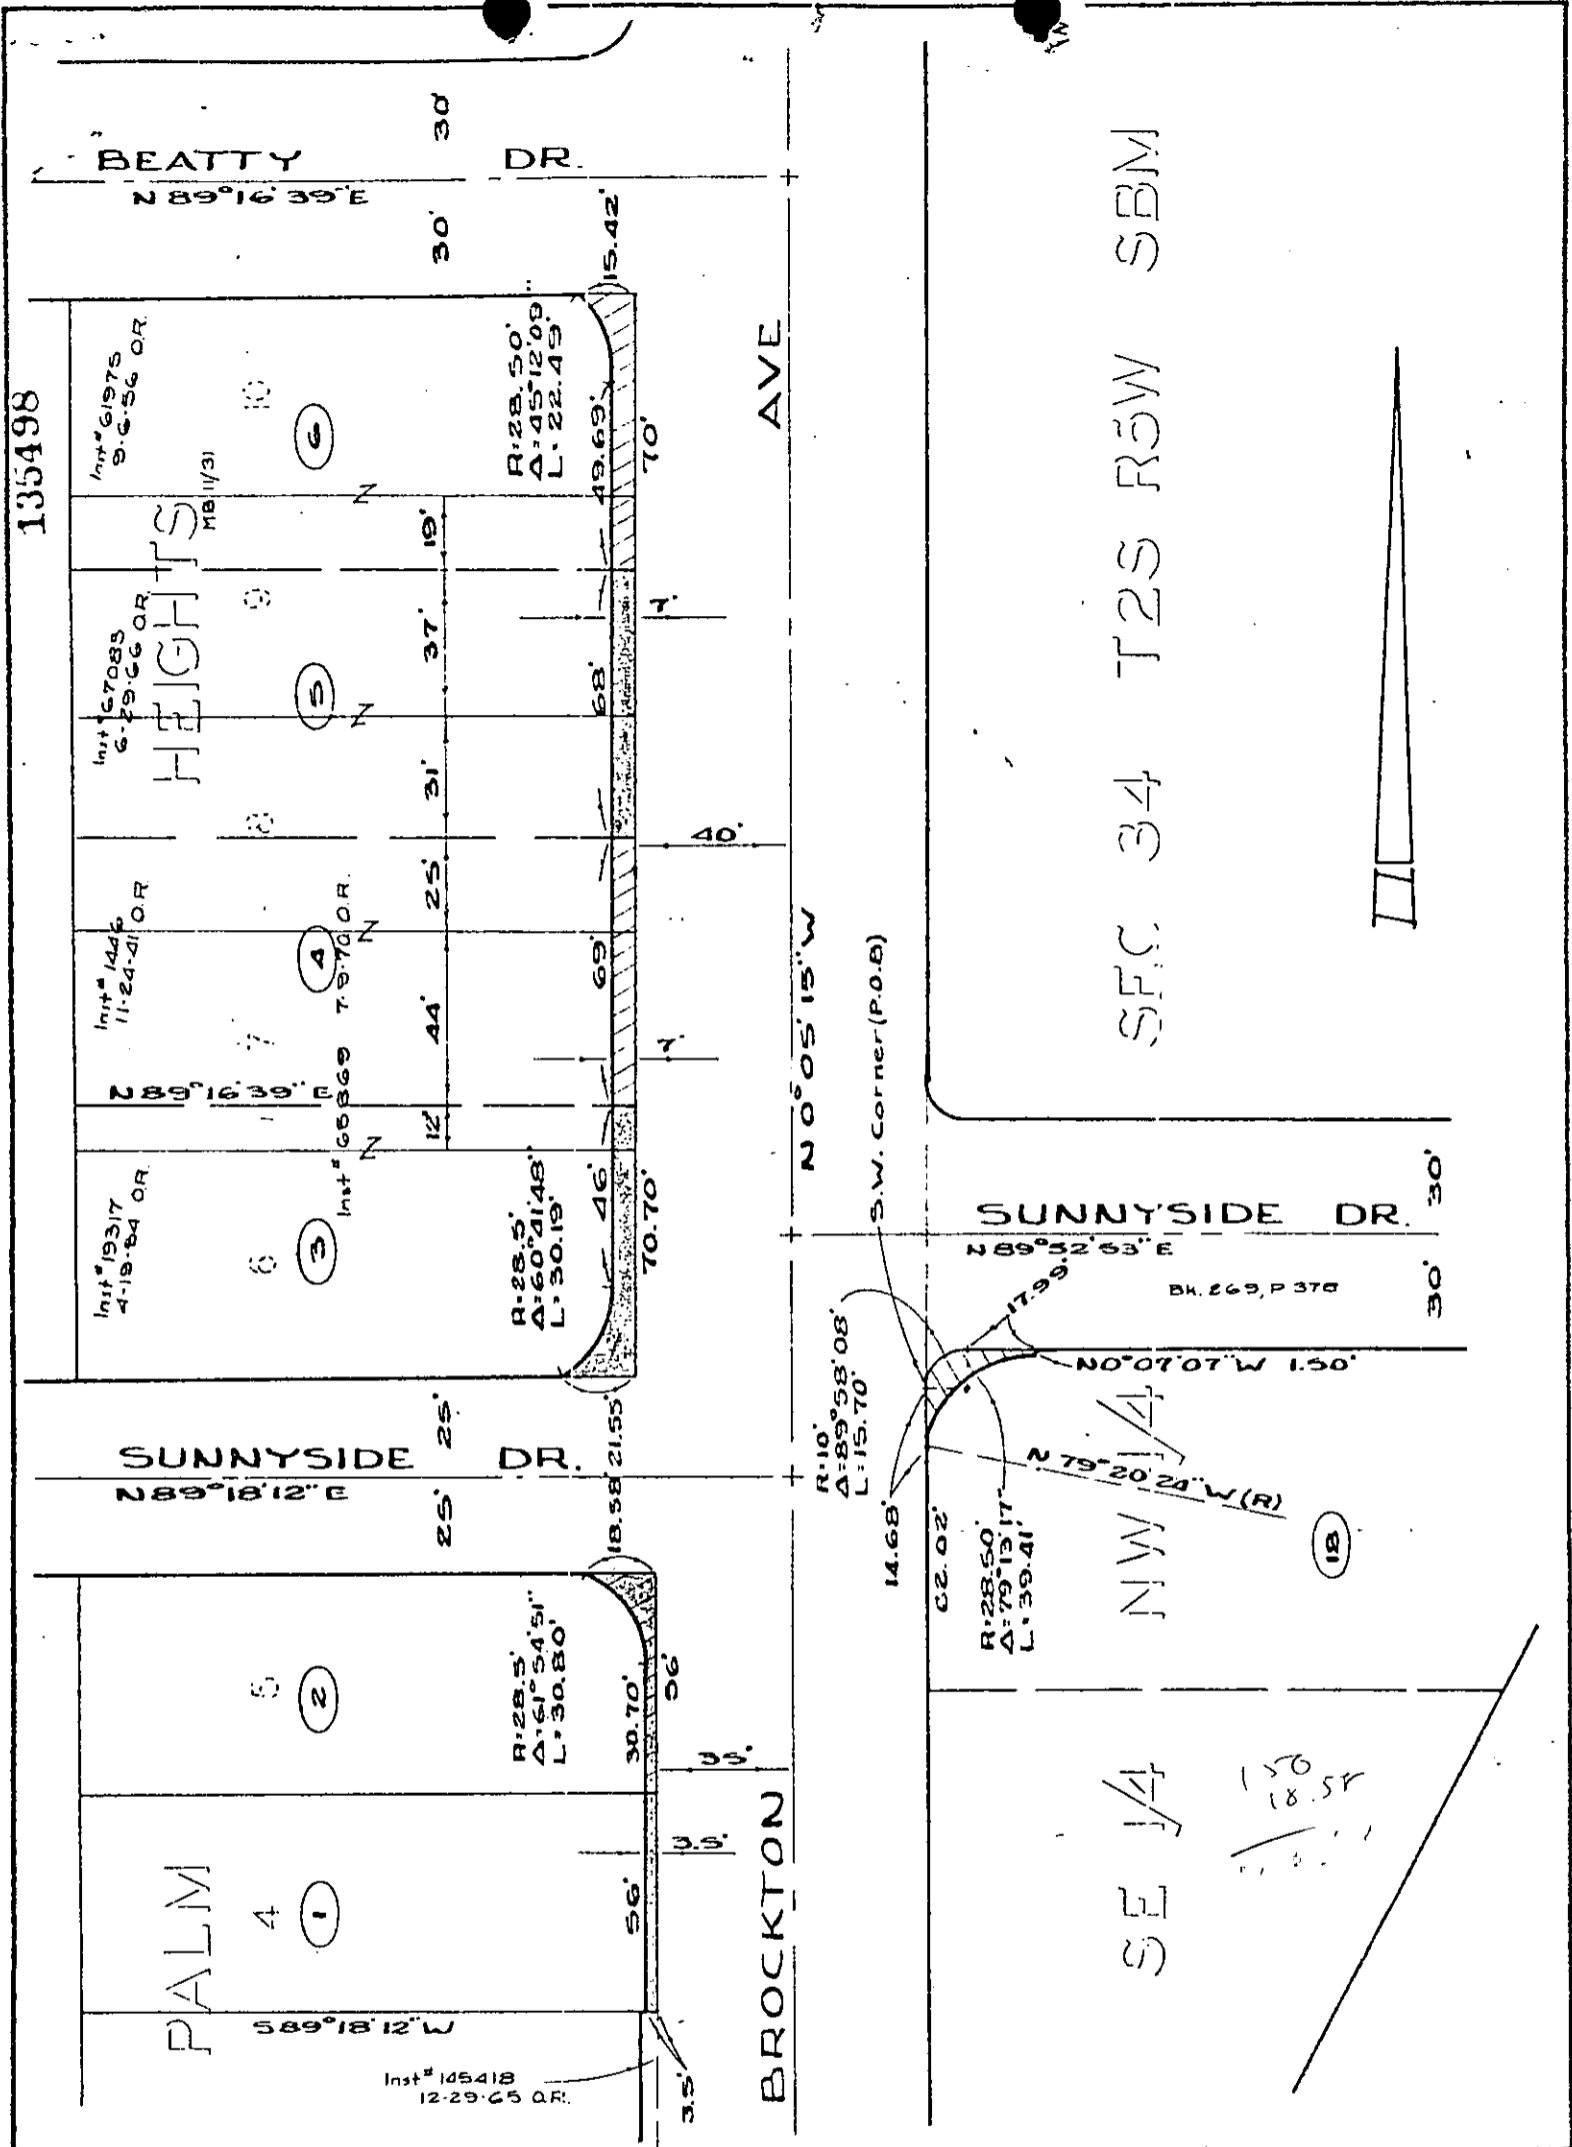 135498
BEATTY DR.
N 89°16'39"E
30'
30'
15.42'
Inst# 61975
9-6-56 O.R.
10
6
R=28.50'
Δ=45°12'09"
L=22.49'
49.69'
70'
AVE
PALM HEIGHTS
MB 11/31
N
19'
Inst# 67083
6-29-66 O.R.
9
5
37'
7'
68'
N
8
31'
40'
Inst# 1446
11-24-41 O.R.
25'
4
N
69'
7
44'
7'
N 89°16'39" E
Inst# 68869 7-9-70 O.R.
12'
N
Inst# 19317
4-19-84 O.R.
6
3
R=28.5'
Δ=60°41'48"
L=30.19'
46'
70.70'
21.55'
SUNNYSIDE DR.
N89°18'12"E
25'
25'
18.58'
5
2
R=28.5'
Δ=61°54'51"
L=30.80'
30.70'
56'
35'
4
1
3.5'
56'
S89°18'12"W
Inst# 145418
12-29-65 O.R.
3.5'
BROCKTON
N 0°05'15" W
S.W. Corner (P.O.B)
SEC. 34 T2S R5W SBM
SUNNYSIDE DR.
N 89°52'53" E
30'
30'
Bk. 269, P 378
17.99'
N0°07'07"W 1.50'
R=10'
Δ=89°58'08"
L=15.70'
14.68'
62.02'
R=28.50'
Δ=79°13'17"
L=39.41'
N 79°20'24" W (R)
NW 1/4
18
SE 1/4
150
18.58